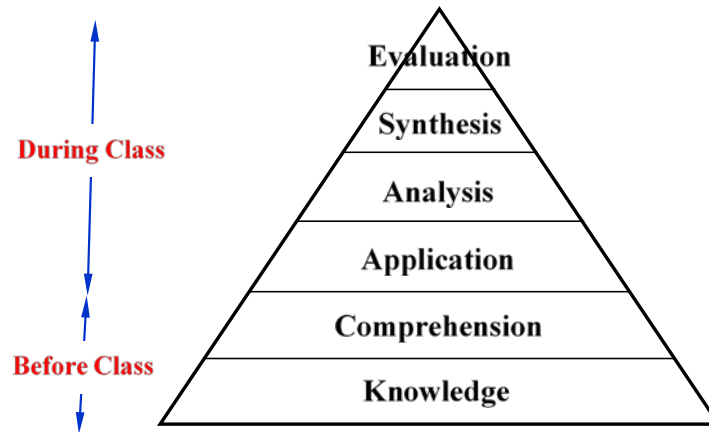 Evaluation
Synthesis
During Class
Analysis
Application
Comprehension
Before Class
Knowledge